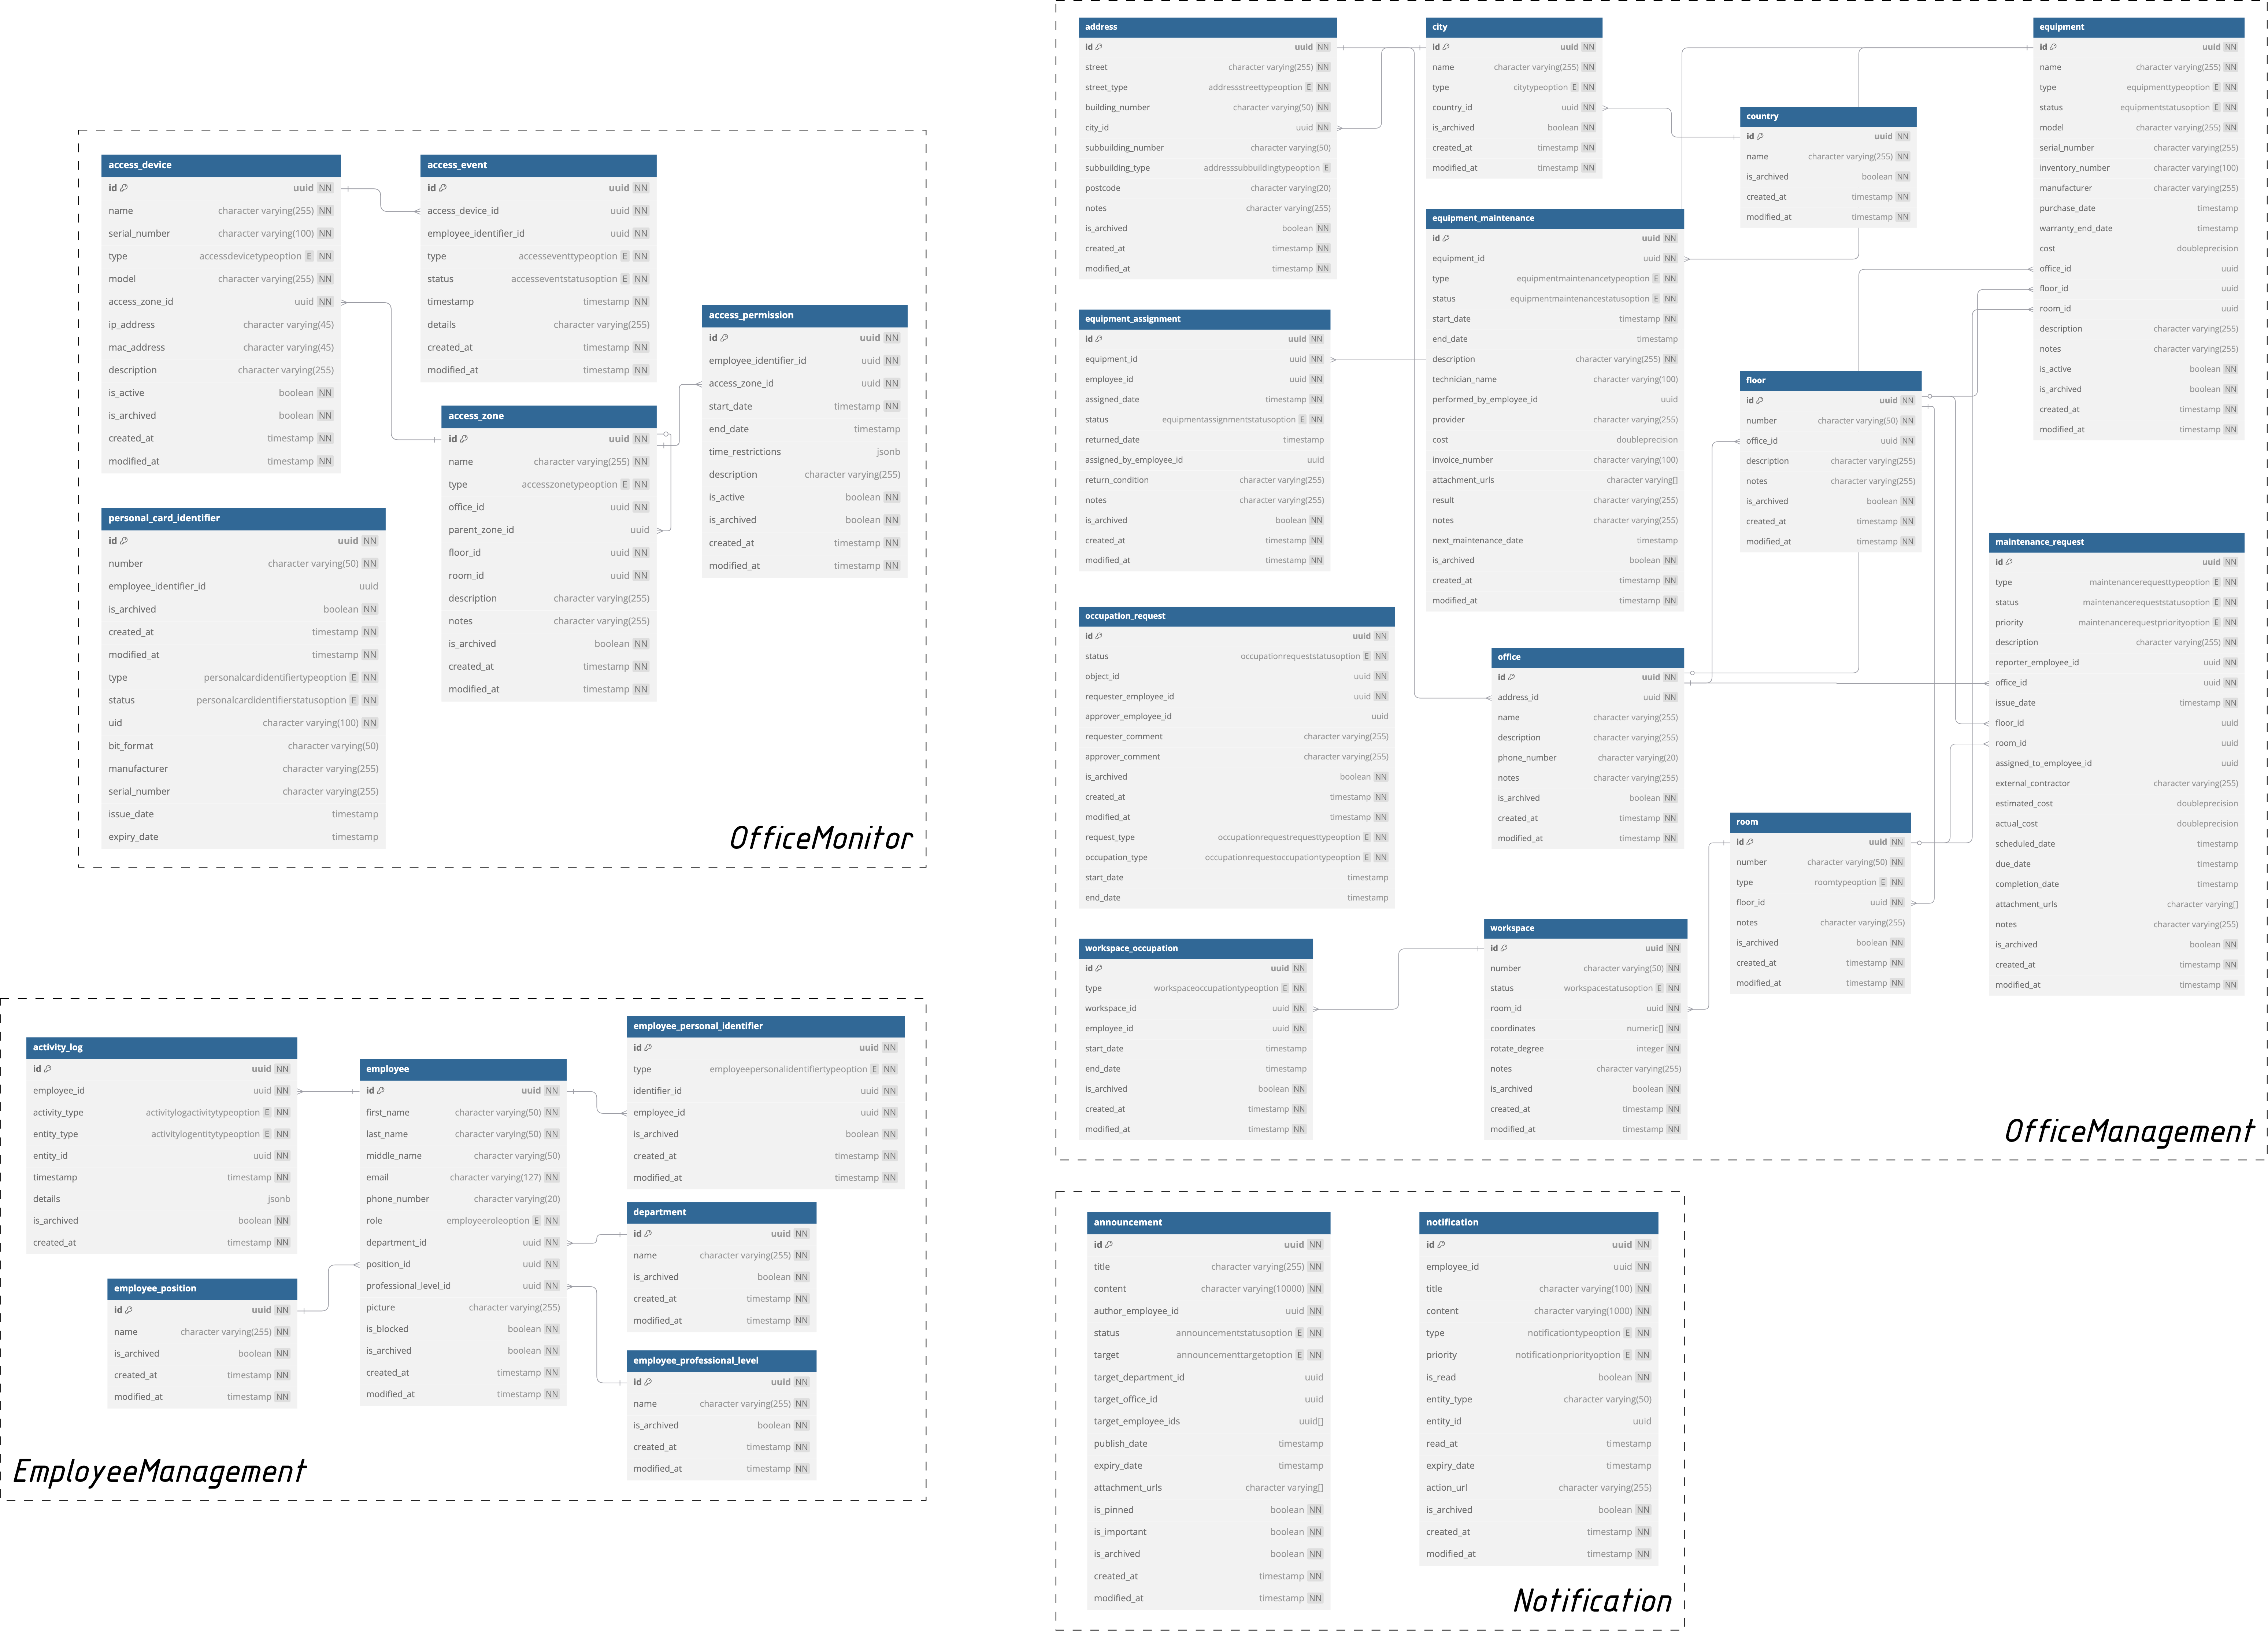 access_device
id uuid NN
name character varying(255) NN
serial_number character varying(100) NN
type accessdevicetypeoption E NN
model character varying(255) NN
access_zone_id uuid NN
ip_address character varying(45)
mac_address character varying(45)
description character varying(255)
is_active boolean NN
is_archived boolean NN
created_at timestamp NN
modified_at timestamp NN
access_event
id uuid NN
access_device_id uuid NN
employee_identifier_id uuid NN
type accesseventtypeoption E NN
status accesseventstatusoption E NN
timestamp timestamp NN
details character varying(255)
created_at timestamp NN
modified_at timestamp NN
access_permission
id uuid NN
employee_identifier_id uuid NN
access_zone_id uuid NN
start_date timestamp NN
end_date timestamp
time_restrictions jsonb
description character varying(255)
is_active boolean NN
is_archived boolean NN
created_at timestamp NN
modified_at timestamp NN
access_zone
id uuid NN
name character varying(255) NN
type accesszonetypeoption E NN
office_id uuid NN
parent_zone_id uuid
floor_id uuid NN
room_id uuid NN
description character varying(255)
notes character varying(255)
is_archived boolean NN
created_at timestamp NN
modified_at timestamp NN
personal_card_identifier
id uuid NN
number character varying(50) NN
employee_identifier_id uuid
is_archived boolean NN
created_at timestamp NN
modified_at timestamp NN
type personalcardidentifiertypeoption E NN
status personalcardidentifierstatusoption E NN
uid character varying(100) NN
bit_format character varying(50)
manufacturer character varying(255)
serial_number character varying(255)
issue_date timestamp
expiry_date timestamp
OfficeMonitor
address
id uuid NN
street character varying(255) NN
street_type addressstreettypeoption E NN
building_number character varying(50) NN
city_id uuid NN
subbuilding_number character varying(50)
subbuilding_type addresssubbuildingtypeoption E
postcode character varying(20)
notes character varying(255)
is_archived boolean NN
created_at timestamp NN
modified_at timestamp NN
city
id uuid NN
name character varying(255) NN
type citytypeoption E NN
country_id uuid NN
is_archived boolean NN
created_at timestamp NN
modified_at timestamp NN
country
id uuid NN
name character varying(255) NN
is_archived boolean NN
created_at timestamp NN
modified_at timestamp NN
equipment
id uuid NN
name character varying(255) NN
type equipmenttypeoption E NN
status equipmentstatusoption E NN
model character varying(255) NN
serial_number character varying(255)
inventory_number character varying(100)
manufacturer character varying(255)
purchase_date timestamp
warranty_end_date timestamp
cost doubleprecision
office_id uuid
floor_id uuid
room_id uuid
description character varying(255)
notes character varying(255)
is_active boolean NN
is_archived boolean NN
created_at timestamp NN
modified_at timestamp NN
equipment_maintenance
id uuid NN
equipment_id uuid NN
type equipmentmaintenancetypeoption E NN
status equipmentmaintenancestatusoption E NN
start_date timestamp NN
end_date timestamp
description character varying(255) NN
technician_name character varying(100)
performed_by_employee_id uuid
provider character varying(255)
cost doubleprecision
invoice_number character varying(100)
attachment_urls character varying[]
result character varying(255)
notes character varying(255)
next_maintenance_date timestamp
is_archived boolean NN
created_at timestamp NN
modified_at timestamp NN
equipment_assignment
id uuid NN
equipment_id uuid NN
employee_id uuid NN
assigned_date timestamp NN
status equipmentassignmentstatusoption E NN
returned_date timestamp
assigned_by_employee_id uuid
return_condition character varying(255)
notes character varying(255)
is_archived boolean NN
created_at timestamp NN
modified_at timestamp NN
floor
id uuid NN
number character varying(50) NN
office_id uuid NN
description character varying(255)
notes character varying(255)
is_archived boolean NN
created_at timestamp NN
modified_at timestamp NN
maintenance_request
id uuid NN
type maintenancerequesttypeoption E NN
status maintenancerequeststatusoption E NN
priority maintenancerequestpriorityoption E NN
description character varying(255) NN
reporter_employee_id uuid NN
office_id uuid NN
issue_date timestamp NN
floor_id uuid
room_id uuid
assigned_to_employee_id uuid
external_contractor character varying(255)
estimated_cost doubleprecision
actual_cost doubleprecision
scheduled_date timestamp
due_date timestamp
completion_date timestamp
attachment_urls character varying[]
notes character varying(255)
is_archived boolean NN
created_at timestamp NN
modified_at timestamp NN
occupation_request
id uuid NN
status occupationrequeststatusoption E NN
object_id uuid NN
requester_employee_id uuid NN
approver_employee_id uuid
requester_comment character varying(255)
approver_comment character varying(255)
is_archived boolean NN
created_at timestamp NN
modified_at timestamp NN
request_type occupationrequestrequesttypeoption E NN
occupation_type occupationrequestoccupationtypeoption E NN
start_date timestamp
end_date timestamp
office
id uuid NN
address_id uuid NN
name character varying(255)
description character varying(255)
phone_number character varying(20)
notes character varying(255)
is_archived boolean NN
created_at timestamp NN
modified_at timestamp NN
room
id uuid NN
number character varying(50) NN
type roomtypeoption E NN
floor_id uuid NN
notes character varying(255)
is_archived boolean NN
created_at timestamp NN
modified_at timestamp NN
workspace_occupation
id uuid NN
type workspaceoccupationtypeoption E NN
workspace_id uuid NN
employee_id uuid NN
start_date timestamp
end_date timestamp
is_archived boolean NN
created_at timestamp NN
modified_at timestamp NN
workspace
id uuid NN
number character varying(50) NN
status workspacestatusoption E NN
room_id uuid NN
coordinates numeric[] NN
rotate_degree integer NN
notes character varying(255)
is_archived boolean NN
created_at timestamp NN
modified_at timestamp NN
OfficeManagement
activity_log
id uuid NN
employee_id uuid NN
activity_type activitylogactivitytypeoption E NN
entity_type activitylogentitytypeoption E NN
entity_id uuid NN
timestamp timestamp NN
details jsonb
is_archived boolean NN
created_at timestamp NN
employee
id uuid NN
first_name character varying(50) NN
last_name character varying(50) NN
middle_name character varying(50)
email character varying(127) NN
phone_number character varying(20)
role employeeroleoption E NN
department_id uuid NN
position_id uuid NN
professional_level_id uuid NN
picture character varying(255)
is_blocked boolean NN
is_archived boolean NN
created_at timestamp NN
modified_at timestamp NN
employee_personal_identifier
id uuid NN
type employeepersonalidentifiertypeoption E NN
identifier_id uuid NN
employee_id uuid NN
is_archived boolean NN
created_at timestamp NN
modified_at timestamp NN
department
id uuid NN
name character varying(255) NN
is_archived boolean NN
created_at timestamp NN
modified_at timestamp NN
employee_position
id uuid NN
name character varying(255) NN
is_archived boolean NN
created_at timestamp NN
modified_at timestamp NN
employee_professional_level
id uuid NN
name character varying(255) NN
is_archived boolean NN
created_at timestamp NN
modified_at timestamp NN
EmployeeManagement
announcement
id uuid NN
title character varying(255) NN
content character varying(10000) NN
author_employee_id uuid NN
status announcementstatusoption E NN
target announcementtargetoption E NN
target_department_id uuid
target_office_id uuid
target_employee_ids uuid[]
publish_date timestamp
expiry_date timestamp
attachment_urls character varying[]
is_pinned boolean NN
is_important boolean NN
is_archived boolean NN
created_at timestamp NN
modified_at timestamp NN
notification
id uuid NN
employee_id uuid NN
title character varying(100) NN
content character varying(1000) NN
type notificationtypeoption E NN
priority notificationpriorityoption E NN
is_read boolean NN
entity_type character varying(50)
entity_id uuid
read_at timestamp
expiry_date timestamp
action_url character varying(255)
is_archived boolean NN
created_at timestamp NN
modified_at timestamp NN
Notification